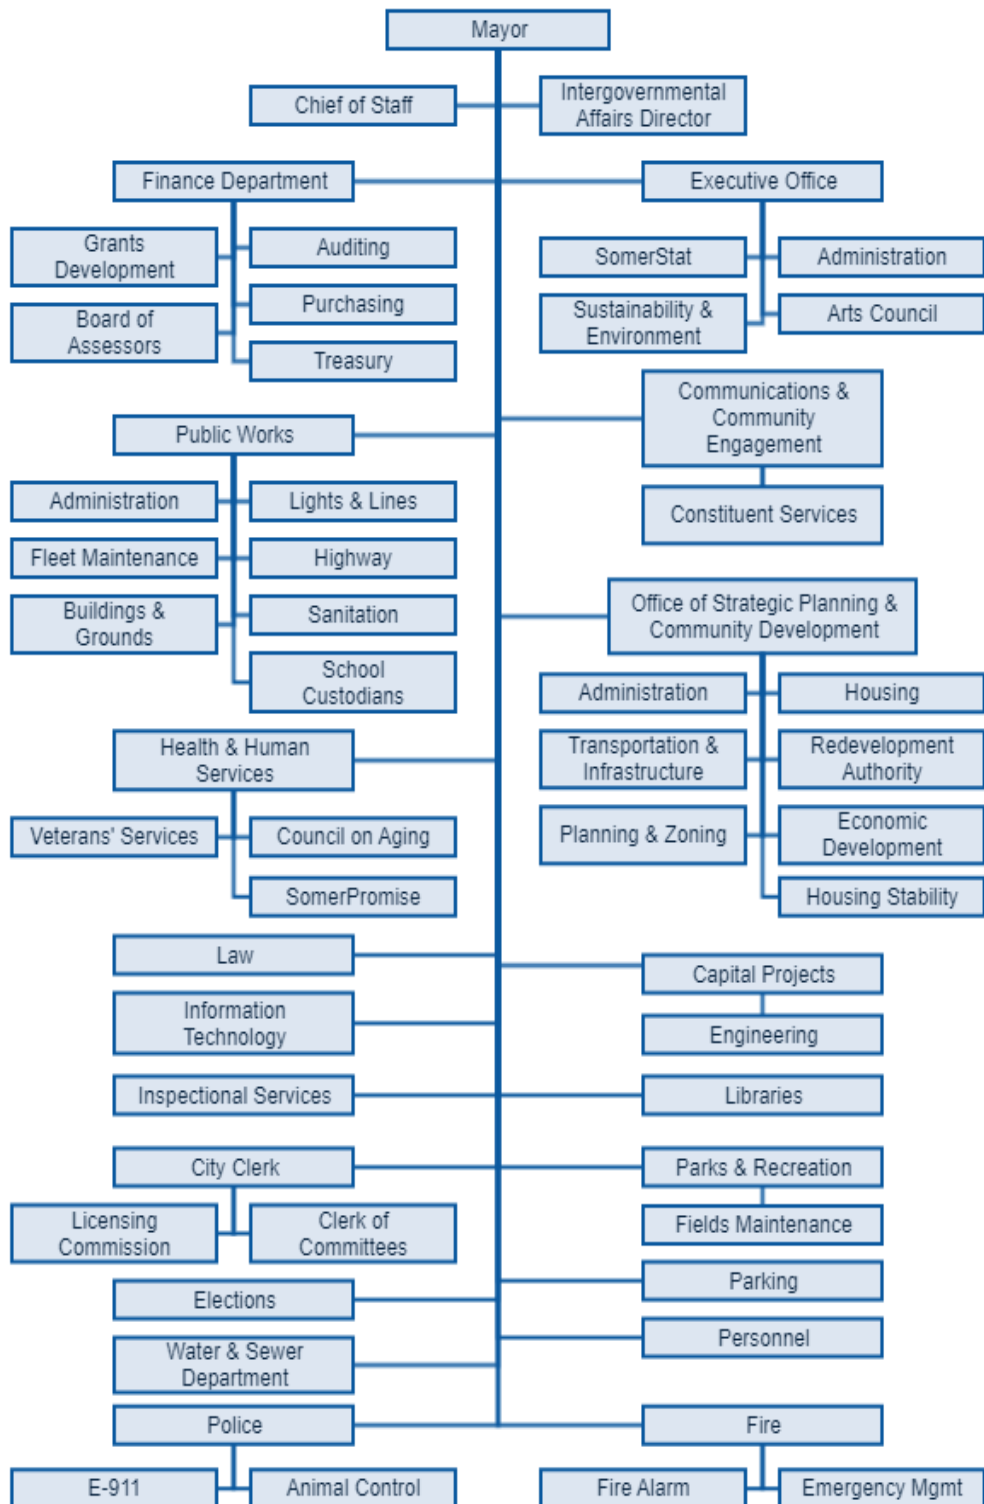 Mayor
Chief of Staff
Intergovernmental
Affairs Director
Finance Department
Executive Office
Grants
Development
Auditing
Purchasing
Board of
Assessors
Treasury
SomerStat
Administration
Sustainability &
Environment
Arts Council
Communications &
Community
Engagement
Constituent Services
Public Works
Administration
Lights & Lines
Fleet Maintenance
Highway
Buildings &
Grounds
Sanitation
School
Custodians
Office of Strategic Planning &
Community Development
Administration
Housing
Transportation &
Infrastructure
Redevelopment
Authority
Planning & Zoning
Economic
Development
Housing Stability
Health & Human
Services
Veterans' Services
Council on Aging
SomerPromise
Law
Capital Projects
Engineering
Information
Technology
Inspectional Services
Libraries
City Clerk
Parks & Recreation
Licensing
Commission
Clerk of
Committees
Fields Maintenance
Elections
Parking
Water & Sewer
Department
Personnel
Police
Fire
E-911
Animal Control
Fire Alarm
Emergency Mgmt